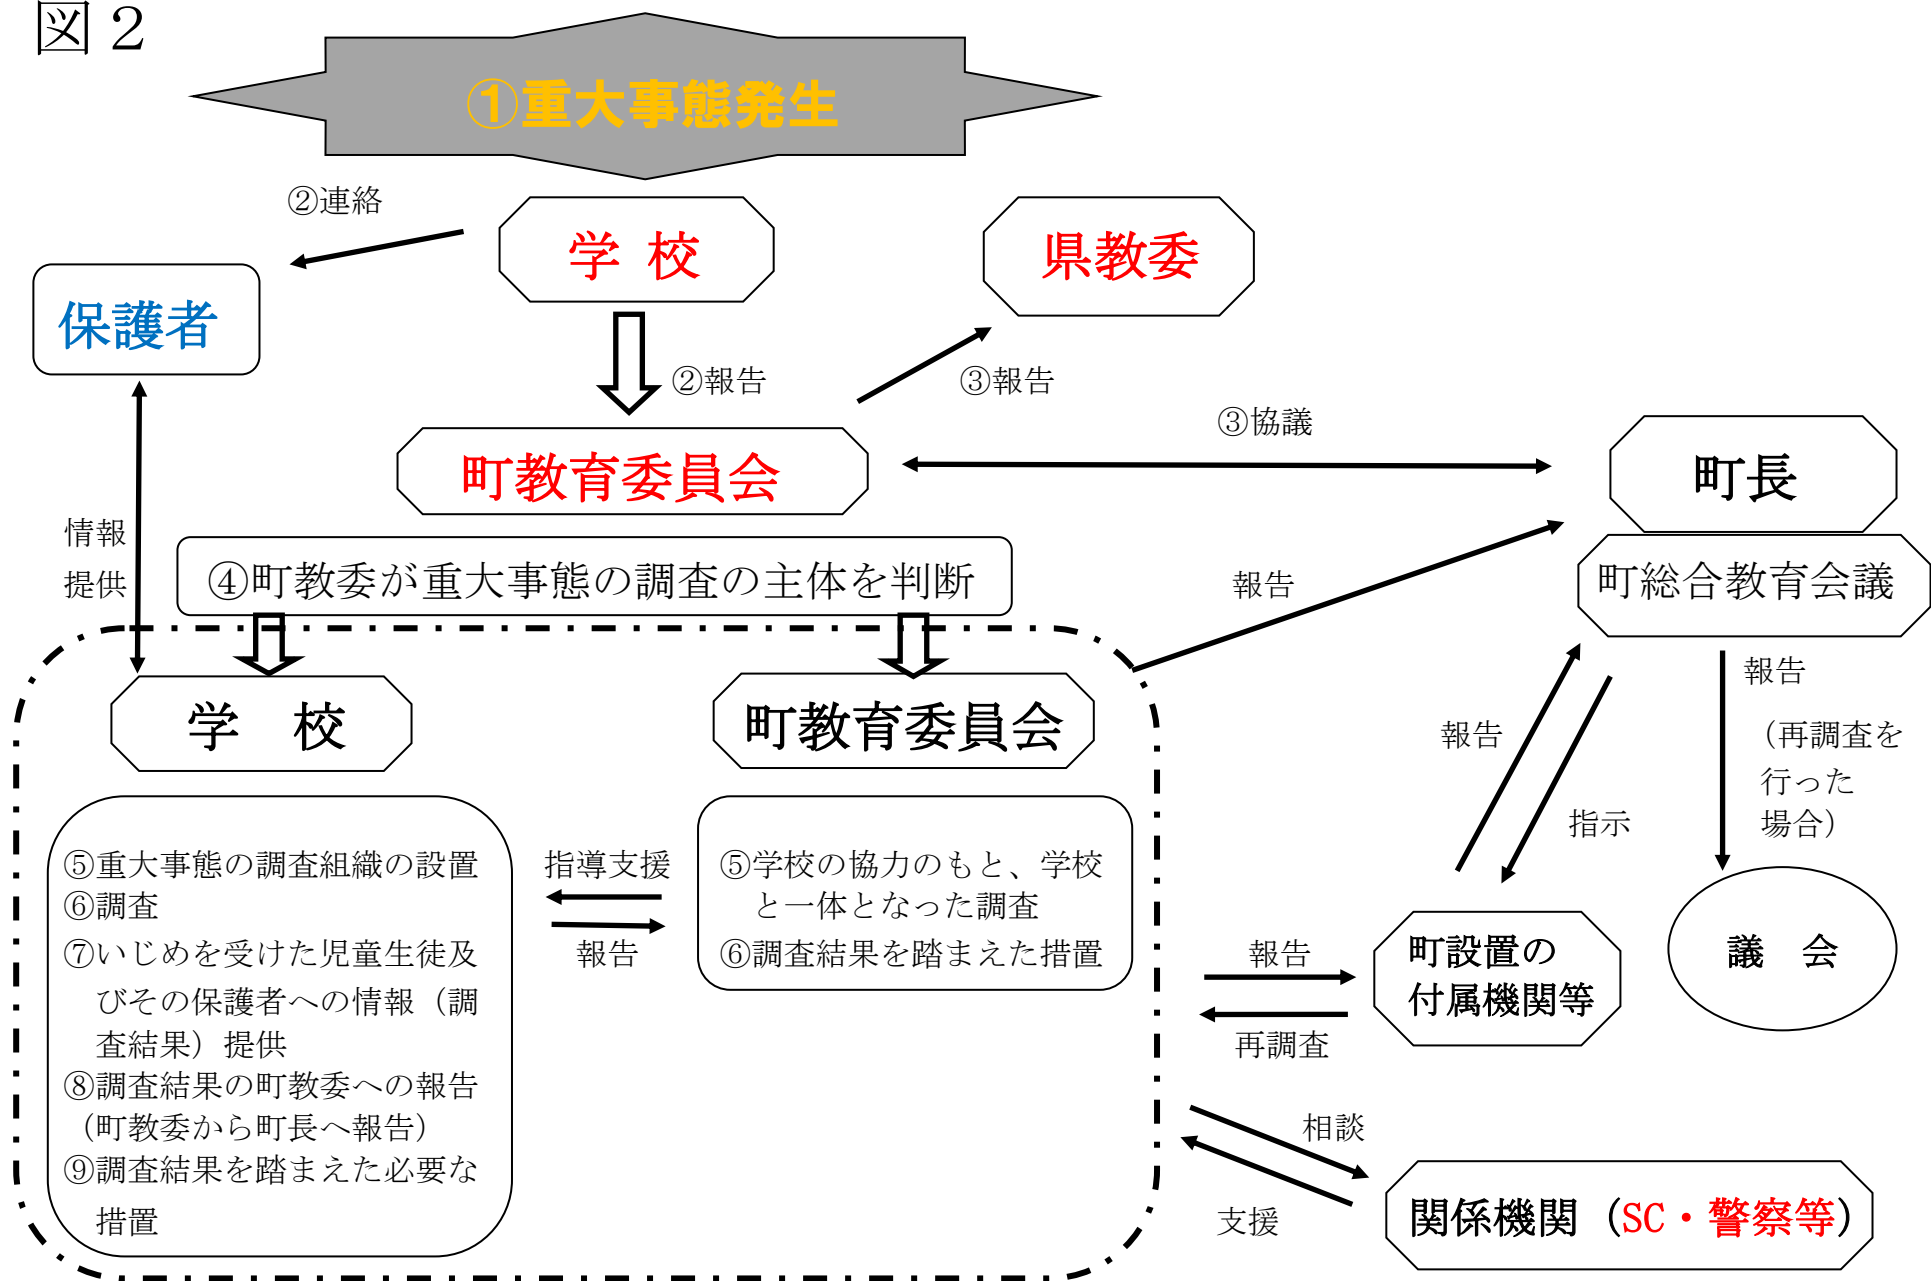 図２
①重大事態発生
②連絡
学 校
県教委
保護者
②報告
③報告
③協議
町教育委員会
町長
情報
提供
④町教委が重大事態の調査の主体を判断
報告
町総合教育会議
学　校
町教育委員会
報告
（再調査を
行った
場合）
報告
指示
⑤重大事態の調査組織の設置
⑥調査
⑦いじめを受けた児童生徒及
びその保護者への情報（調
査結果）提供
⑧調査結果の町教委への報告
（町教委から町長へ報告）
⑨調査結果を踏まえた必要な
措置
指導支援
報告
⑤学校の協力のもと、学校
と一体となった調査
⑥調査結果を踏まえた措置
報告
再調査
町設置の
付属機関等
議　会
相談
支援
関係機関（SC・警察等）